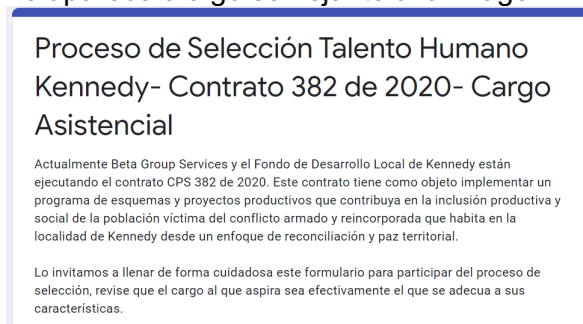 Proceso de Selección Talento Humano
Kennedy- Contrato 382 de 2020- Cargo
Asistencial
Actualmente Beta Group Services y el Fondo de Desarrollo Local de Kennedy están
ejecutando el contrato CPS 382 de 2020. Este contrato tiene como objeto implementar un
programa de esquemas y proyectos productivos que contribuya en la inclusión productiva y
social de la población víctima del conflicto armado y reincorporada que habita en la
localidad de Kennedy desde un enfoque de reconciliación y paz territorial.
Lo invitamos a llenar de forma cuidadosa este formulario para participar del proceso de
selección, revise que el cargo al que aspira sea efectivamente el que se adecua a sus
características.